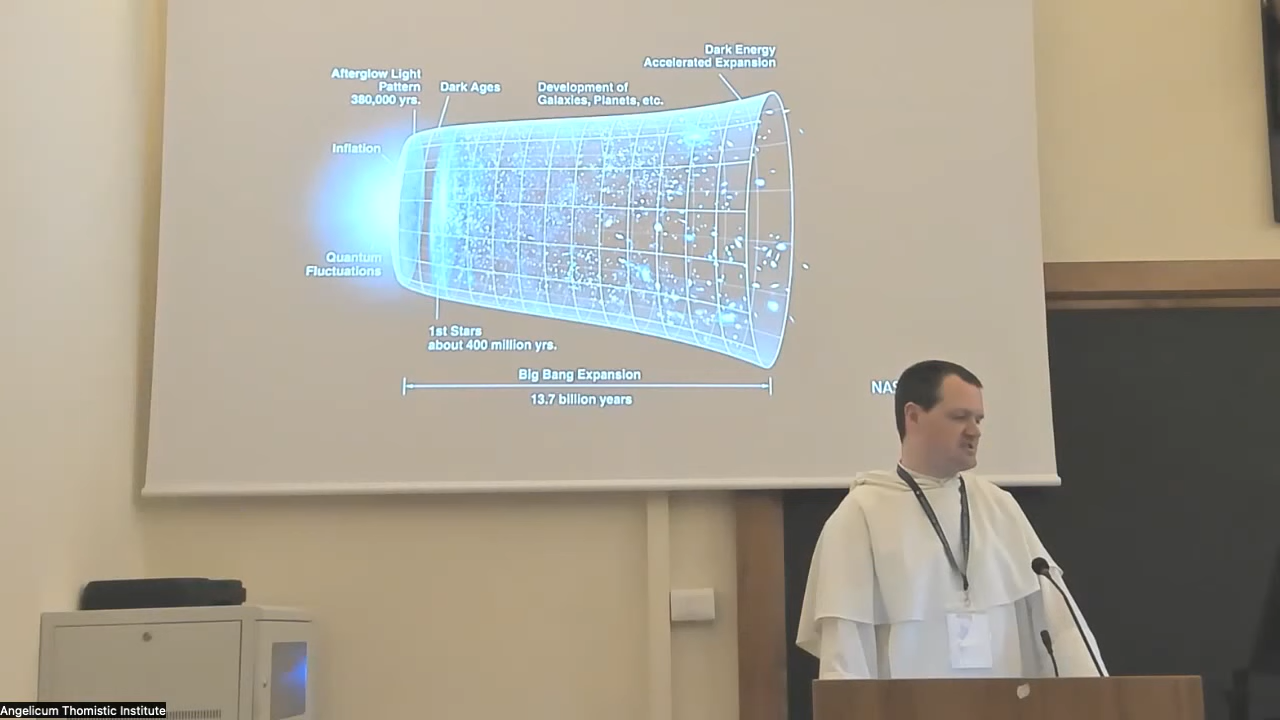 Dark Energy
Accelerated Expansion
Afterglow Light
Pattern
380,000 yrs.
Dark Ages
Development of
Galaxies, Planets, etc.
Inflation
Quantum
Fluctuations
1st Stars
about 400 million yrs.
Big Bang Expansion
13.7 billion years
NAS
Angelicum Thomistic Institute